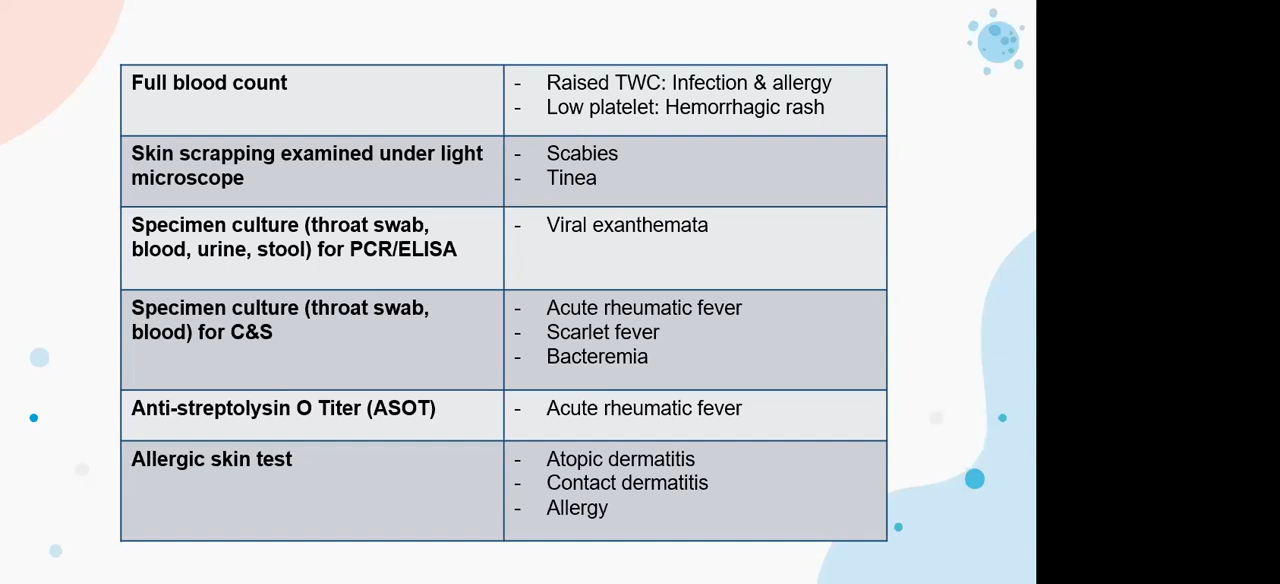 Full blood count
- Raised TWC: Infection & allergy
- Low platelet: Hemorrhagic rash
Skin scrapping examined under light
microscope
- Scabies
- Tinea
Specimen culture (throat swab,
blood, urine, stool) for PCR/ELISA
- Viral exanthemata
Specimen culture (throat swab,
blood) for C&S
- Acute rheumatic fever
- Scarlet fever
- Bacteremia
Anti-streptolysin O Titer (ASOT)
- Acute rheumatic fever
Allergic skin test
- Atopic dermatitis
- Contact dermatitis
- Allergy